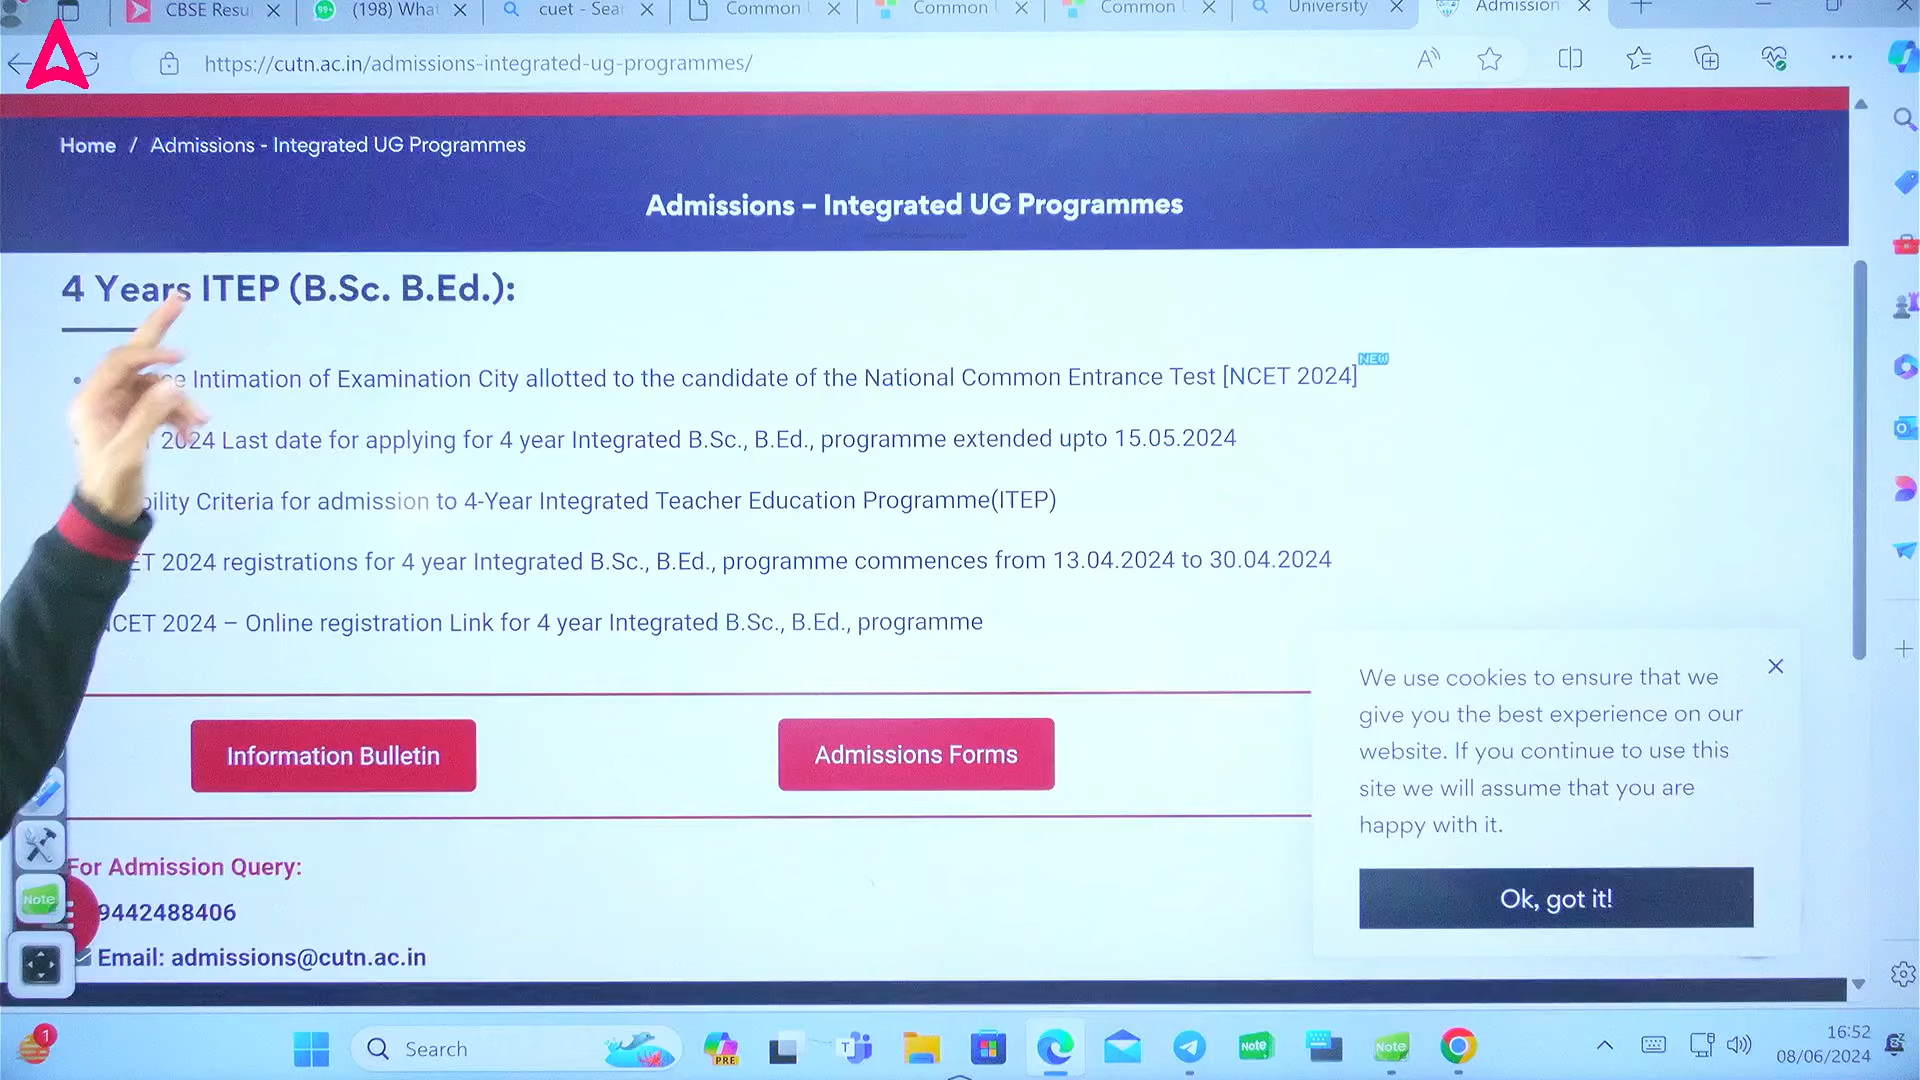 CBSE Resu
(198) What
cuet - Sear
Common
Common
Common
University
Admission
https://cutn.ac.in/admissions-integrated-ug-programmes/
Home / Admissions - Integrated UG Programmes
Admissions – Integrated UG Programmes
4 Years ITEP (B.Sc. B.Ed.):
Intimation of Examination City allotted to the candidate of the National Common Entrance Test [NCET 2024]
NEW
2024 Last date for applying for 4 year Integrated B.Sc., B.Ed., programme extended upto 15.05.2024
bility Criteria for admission to 4-Year Integrated Teacher Education Programme(ITEP)
ET 2024 registrations for 4 year Integrated B.Sc., B.Ed., programme commences from 13.04.2024 to 30.04.2024
CET 2024 – Online registration Link for 4 year Integrated B.Sc., B.Ed., programme
Information Bulletin
Admissions Forms
For Admission Query:
9442488406
Email: admissions@cutn.ac.in
We use cookies to ensure that we
give you the best experience on our
website. If you continue to use this
site we will assume that you are
happy with it.
Ok, got it!
Note
1
Search
PRE
Note
Note
16:52
08/06/2024